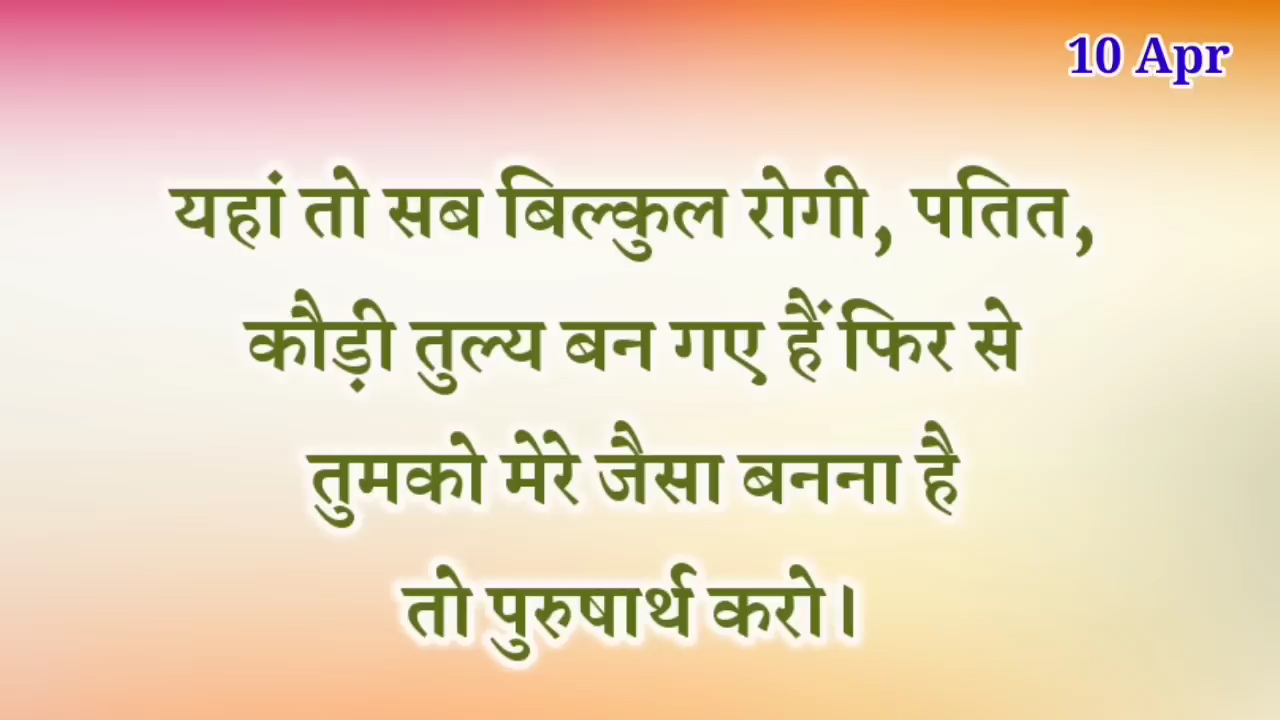 10 Apr
यहां तो सब बिल्कुल रोगी, पतित,
कौड़ी तुल्य बन गए हैं फिर से
तुमको मेरे जैसा बनना है
तो पुरुषार्थ करो।